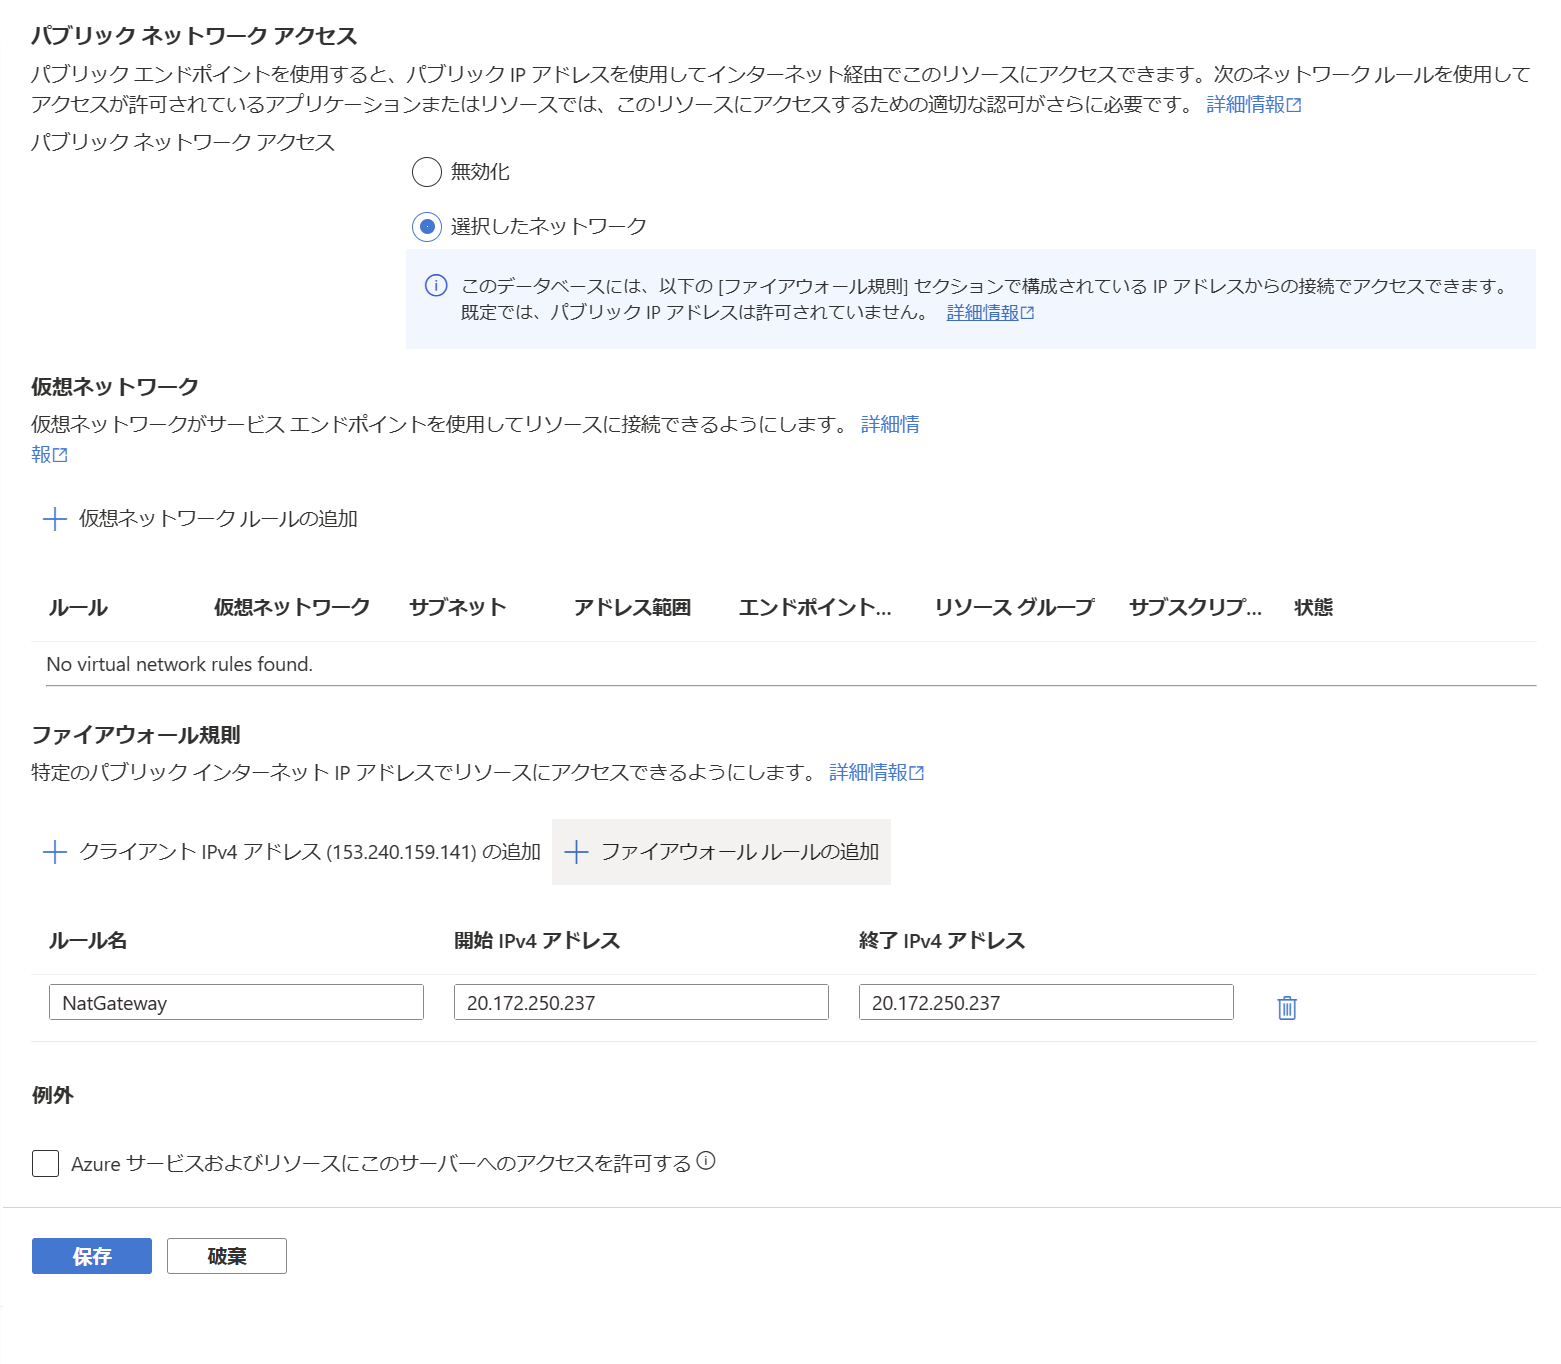 パブリック ネットワーク アクセス
パブリック エンドポイントを使用すると、パブリック IP アドレスを使用してインターネット経由でこのリソースにアクセスできます。次のネットワーク ルールを使用して
アクセスが許可されているアプリケーションまたはリソースでは、このリソースにアクセスするための適切な認可がさらに必要です。 詳細情報
パブリック ネットワーク アクセス
無効化
選択したネットワーク
このデータベースには、以下の [ファイアウォール規則] セクションで構成されている IP アドレスからの接続でアクセスできます。
既定では、パブリック IP アドレスは許可されていません。 詳細情報
仮想ネットワーク
仮想ネットワークがサービス エンドポイントを使用してリソースに接続できるようにします。 詳細情
報
仮想ネットワーク ルールの追加
ルール 仮想ネットワーク サブネット アドレス範囲 エンドポイント... リソース グループ サブスクリプ... 状態
No virtual network rules found.
ファイアウォール規則
特定のパブリック インターネット IP アドレスでリソースにアクセスできるようにします。 詳細情報
クライアント IPv4 アドレス (153.240.159.141) の追加 ファイアウォール ルールの追加
ルール名 開始 IPv4 アドレス 終了 IPv4 アドレス
NatGateway 20.172.250.237 20.172.250.237
例外
Azure サービスおよびリソースにこのサーバーへのアクセスを許可する
保存 破棄